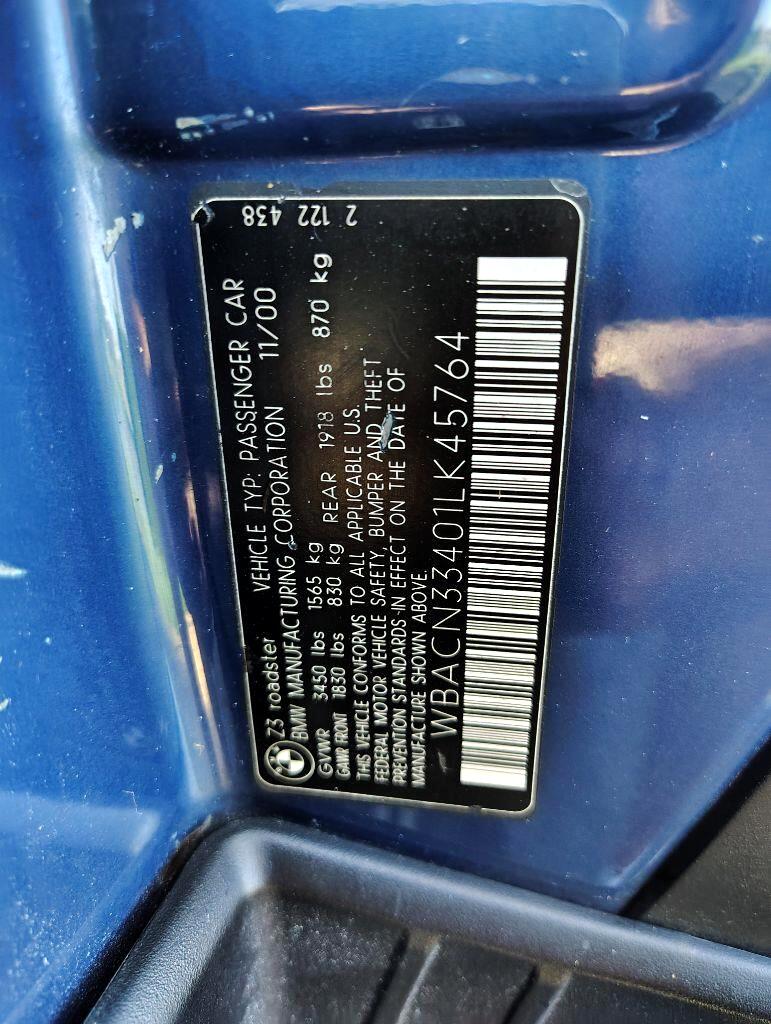 Z3 roadster VEHICLE TYP: PASSENGER CAR 2 122 438
BMW MANUFACTURING CORPORATION 11/00
GVWR 3450 lbs 1565 kg
GAWR FRONT 1830 lbs 830 kg REAR 1918 lbs 870 kg
THIS VEHICLE CONFORMS TO ALL APPLICABLE U.S.
FEDERAL MOTOR VEHICLE SAFETY, BUMPER AND THEFT
PREVENTION STANDARDS IN EFFECT ON THE DATE OF
MANUFACTURE SHOWN ABOVE.
WBACN33401LK45764